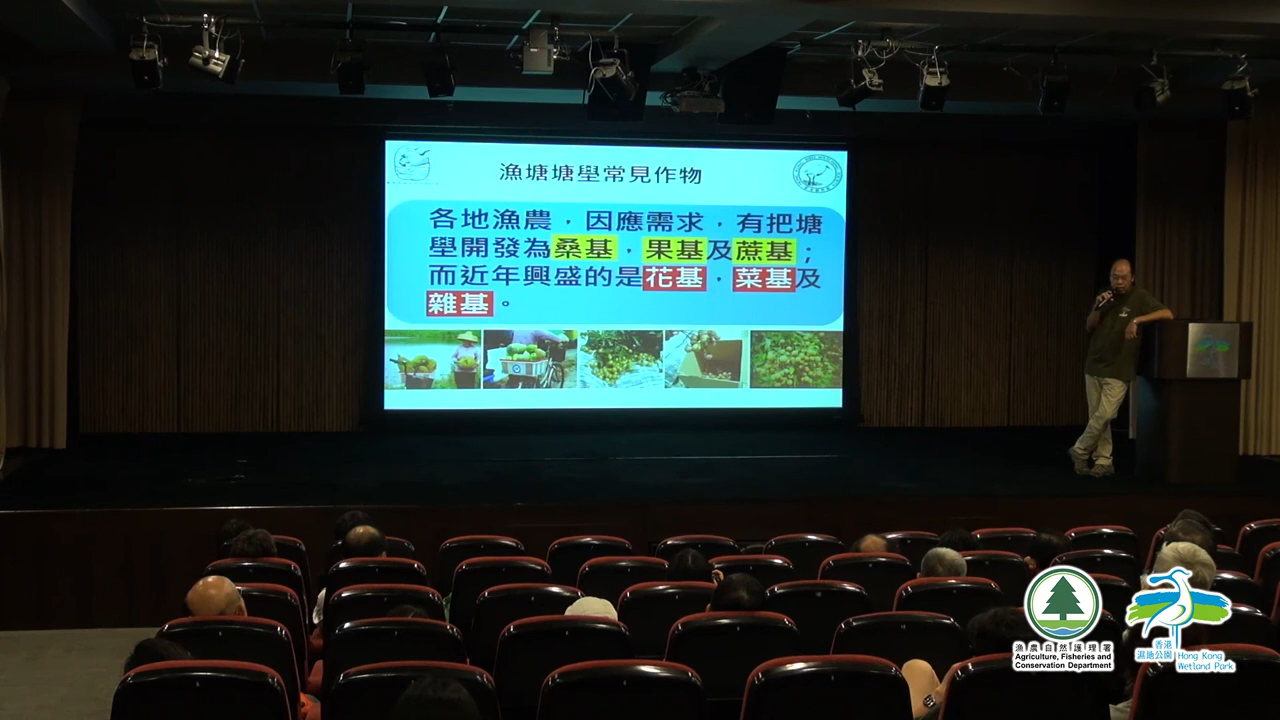 漁塘塘壆常見作物
各地漁農，因應需求，有把塘
壆開發為桑基，果基及蔗基；
而近年興盛的是花基，菜基及
雜基。
漁農自然護理署
Agriculture, Fisheries and
Conservation Department
香港
濕地公園
Hong Kong
Wetland Park